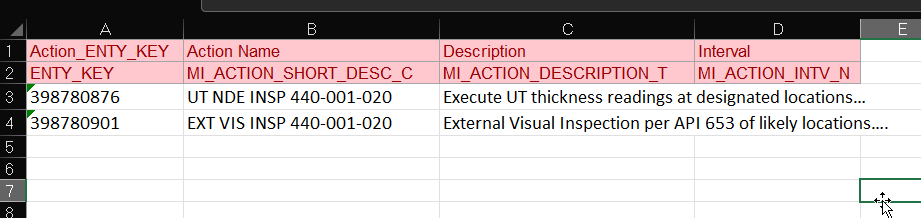 A B C D E
1 Action_ENTY_KEY Action Name Description Interval
2 ENTY_KEY MI_ACTION_SHORT_DESC_C MI_ACTION_DESCRIPTION_T MI_ACTION_INTV_N
3 398780876 UT NDE INSP 440-001-020 Execute UT thickness readings at designated locations...
4 398780901 EXT VIS INSP 440-001-020 External Visual Inspection per API 653 of likely locations....
5
6
7
8